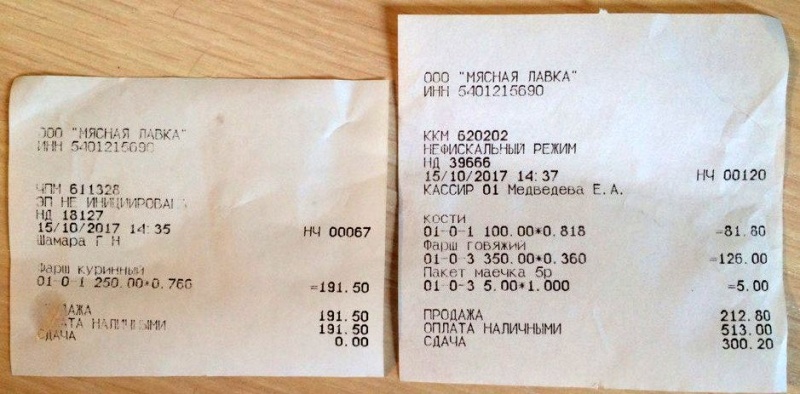 ООО "МЯСНАЯ ЛАВКА"
ИНН 5401215690
ЧПМ 611328
ЭП НЕ ИНИЦИИРОВАНА
НД 18127
15/10/2017 14:35 НЧ 00067
Шамара Г Н
Фарш куринный
01-0-1 250.00*0.766 =191.50
ПРОДАЖА 191.50
ОПЛАТА НАЛИЧНЫМИ 191.50
СДАЧА 0.00
ООО "МЯСНАЯ ЛАВКА"
ИНН 5401215690
ККМ 620202
НЕФИСКАЛЬНЫЙ РЕЖИМ
НД 39666
15/10/2017 14:37 НЧ 00120
КАССИР 01 Медведева Е.А.
кости
01-0-1 100.00*0.818 =81.80
Фарш говяжий
01-0-3 350.00*0.360 =126.00
Пакет маечка 5р
01-0-3 5.00*1.000 =5.00
ПРОДАЖА 212.80
ОПЛАТА НАЛИЧНЫМИ 513.00
СДАЧА 300.20